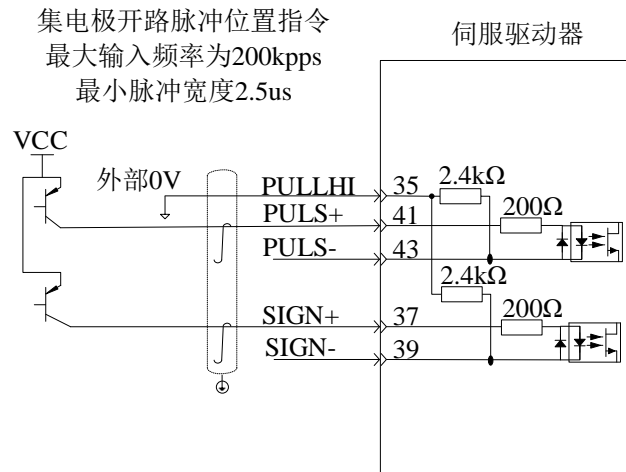 集电极开路脉冲位置指令
最大输入频率为200kpps
最小脉冲宽度2.5us
伺服驱动器
VCC
外部0V
PULLHI
35
2.4kΩ
PULS+
41
200Ω
PULS-
43
2.4kΩ
SIGN+
37
200Ω
SIGN-
39